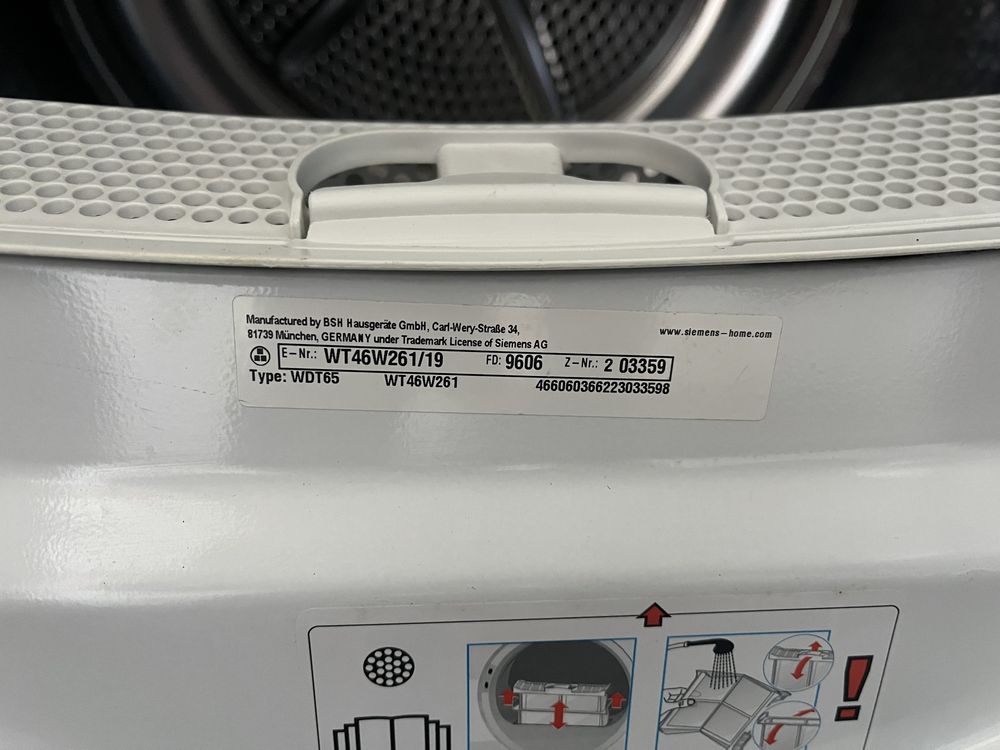 Manufactured by BSH Hausgeräte GmbH, Carl-Wery-Straße 34,
81739 München, GERMANY under Trademark License of Siemens AG
www.siemens-home.com
E-Nr.: WT46W261/19 FD: 9606 Z-Nr.: 2 03359
Type: WDT65 WT46W261 466060366223033598